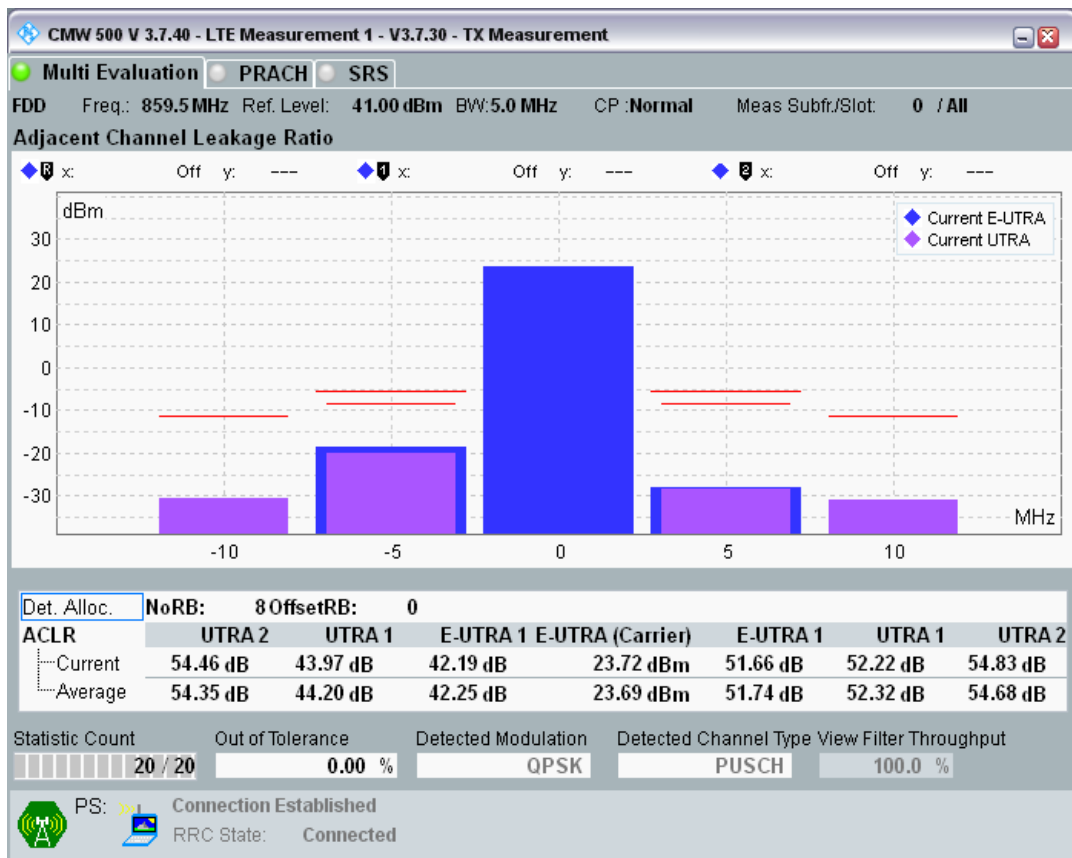 CMW 500 V 3.7.40 - LTE Measurement 1 - V3.7.30 - TX Measurement
Multi Evaluation PRACH SRS
FDD Freq.: 859.5 MHz Ref. Level: 41.00 dBm BW:5.0 MHz CP :Normal Meas Subfr./Slot: 0 / All
Adjacent Channel Leakage Ratio
R x: Off y: --- 1 x: Off y: --- 2 x: Off y: ---
dBm
Current E-UTRA
Current UTRA
30
20
10
0
-10
-20
-30
MHz
-10 -5 0 5 10
Det. Alloc. NoRB: 8 OffsetRB: 0
ACLR UTRA 2 UTRA 1 E-UTRA 1 E-UTRA (Carrier) E-UTRA 1 UTRA 1 UTRA 2
Current 54.46 dB 43.97 dB 42.19 dB 23.72 dBm 51.66 dB 52.22 dB 54.83 dB
Average 54.35 dB 44.20 dB 42.25 dB 23.69 dBm 51.74 dB 52.32 dB 54.68 dB
Statistic Count Out of Tolerance Detected Modulation Detected Channel Type View Filter Throughput
20 / 20 0.00 % QPSK PUSCH 100.0 %
PS: Connection Established
RRC State: Connected